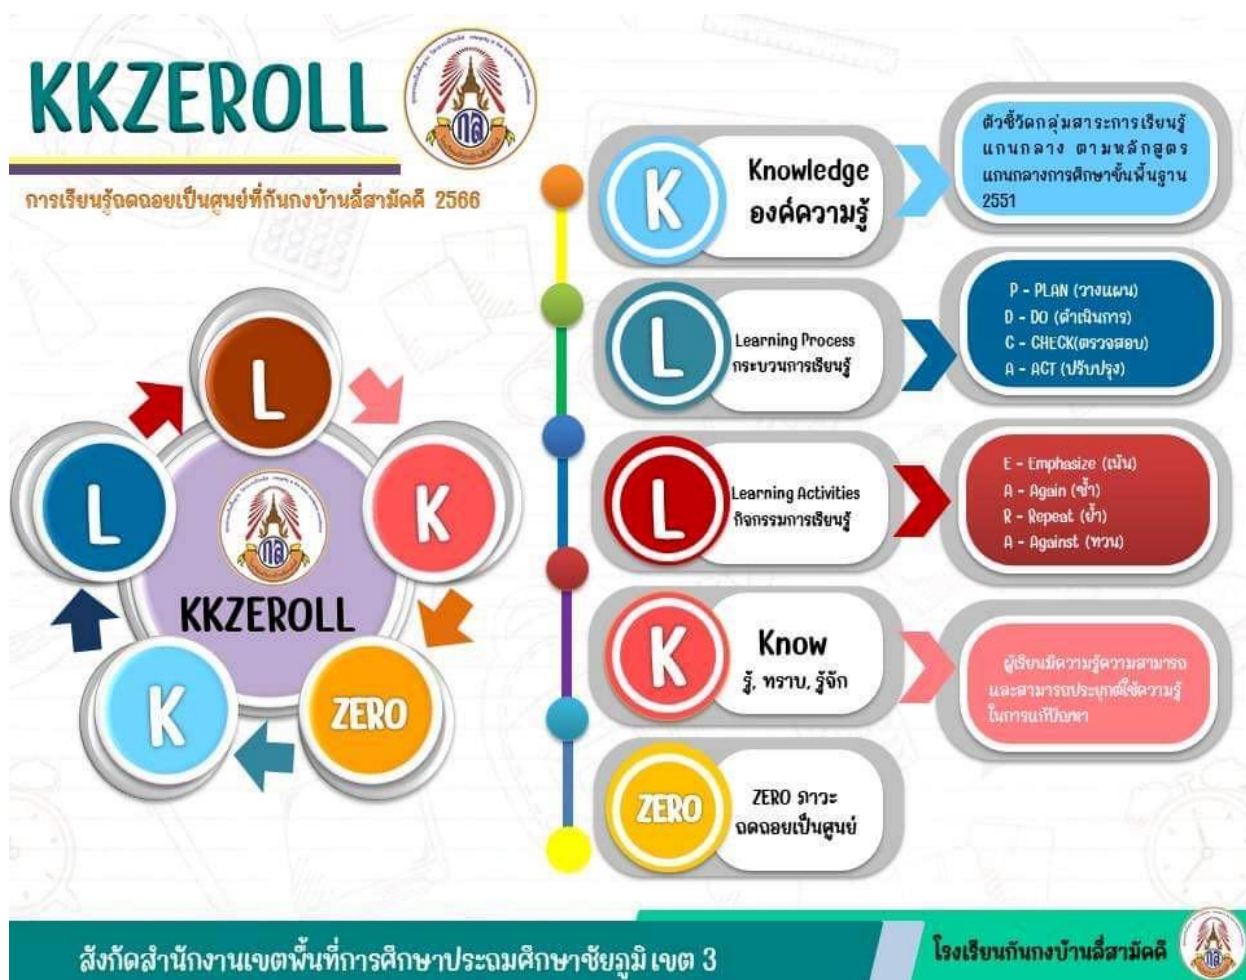 KKZEROLL
กล
การเรียนรู้ถดถอยเป็นศูนย์ที่กันกงบ้านลี่สามัคคี 2566
L
K
ZERO
K
L
กล
KKZEROLL
K
Knowledge
องค์ความรู้
ตัวชี้วัดกลุ่มสาระการเรียนรู้
แกนกลาง ตามหลักสูตร
แกนกลางการศึกษาขั้นพื้นฐาน
2551
L
Learning Process
กระบวนการเรียนรู้
P - PLAN (วางแผน)
D - DO (ดำเนินการ)
C - CHECK(ตรวจสอบ)
A - ACT (ปรับปรุง)
L
Learning Activities
กิจกรรมการเรียนรู้
E - Emphasize (เน้น)
A - Again (ซ้ำ)
R - Repeat (ย้ำ)
A - Against (ทวน)
K
Know
รู้, ทราบ, รู้จัก
ผู้เรียนมีความรู้ความสามารถ
และสามารถประยุกต์ใช้ความรู้
ในการแก้ปัญหา
ZERO
ZERO ภาวะ
ถดถอยเป็นศูนย์
สังกัดสำนักงานเขตพื้นที่การศึกษาประถมศึกษาชัยภูมิ เขต 3
โรงเรียนกันกงบ้านลี่สามัคคี
กล